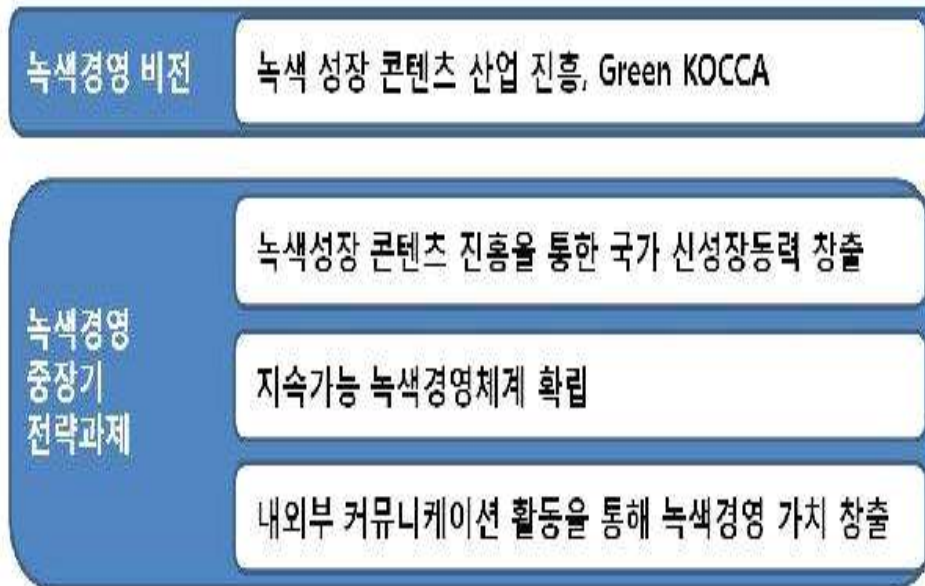 녹색경영 비전
녹색 성장 콘텐츠 산업 진흥, Green KOCCA
녹색경영
중장기
전략과제
녹색성장 콘텐츠 진흥을 통한 국가 신성장동력 창출
지속가능 녹색경영체계 확립
내외부 커뮤니케이션 활동을 통해 녹색경영 가치 창출